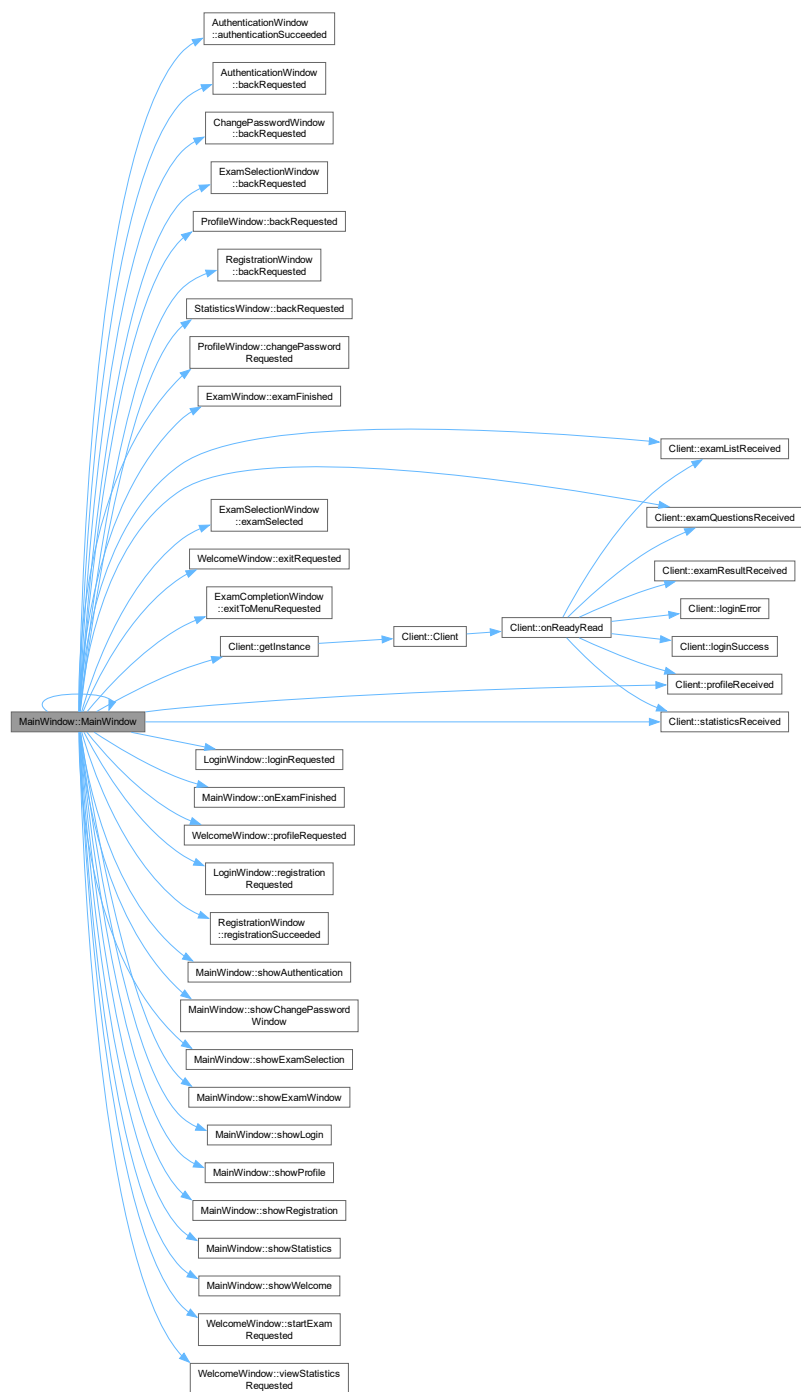 AuthenticationWindow
::authenticationSucceeded
AuthenticationWindow
::backRequested
ChangePasswordWindow
::backRequested
ExamSelectionWindow
::backRequested
ProfileWindow::backRequested
RegistrationWindow
::backRequested
StatisticsWindow::backRequested
ProfileWindow::changePassword
Requested
ExamWindow::examFinished
Client::examListReceived
ExamSelectionWindow
::examSelected
Client::examQuestionsReceived
WelcomeWindow::exitRequested
Client::examResultReceived
ExamCompletionWindow
::exitToMenuRequested
Client::loginError
Client::getInstance
Client::Client
Client::onReadyRead
Client::loginSuccess
Client::profileReceived
MainWindow::MainWindow
Client::statisticsReceived
LoginWindow::loginRequested
MainWindow::onExamFinished
WelcomeWindow::profileRequested
LoginWindow::registration
Requested
RegistrationWindow
::registrationSucceeded
MainWindow::showAuthentication
MainWindow::showChangePassword
Window
MainWindow::showExamSelection
MainWindow::showExamWindow
MainWindow::showLogin
MainWindow::showProfile
MainWindow::showRegistration
MainWindow::showStatistics
MainWindow::showWelcome
WelcomeWindow::startExam
Requested
WelcomeWindow::viewStatistics
Requested